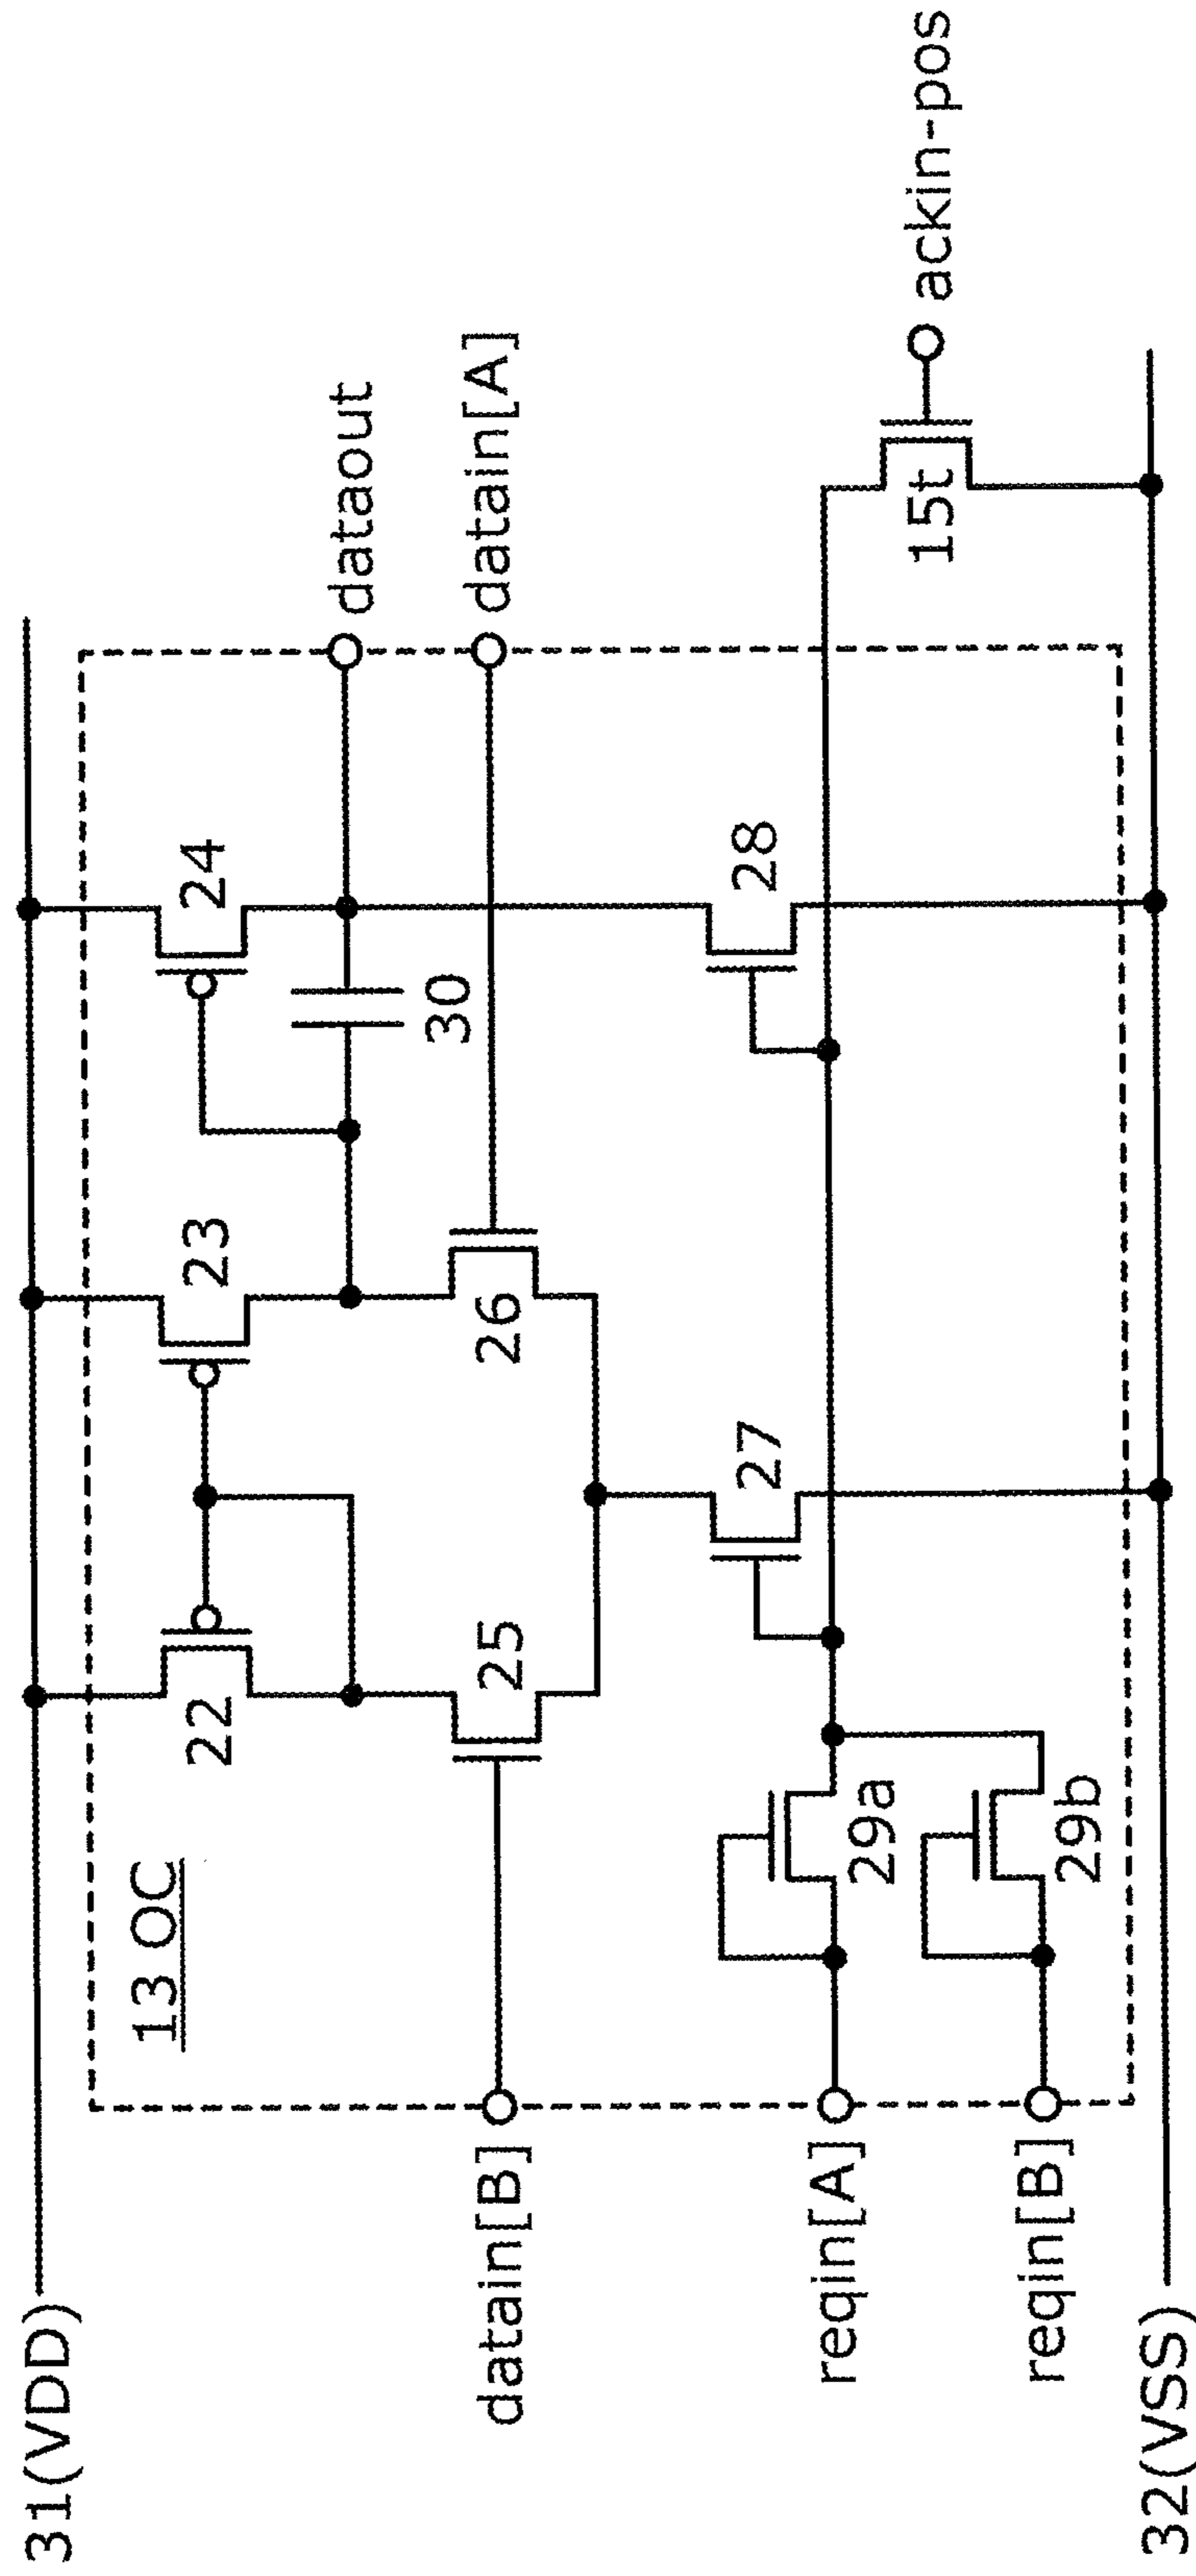 31(VDD)
13 OC
22
23
24
30
dataout
datain[A]
datain[B]
25
26
27
28
reqin[A]
29a
reqin[B]
29b
15t
ackin-pos
32(VSS)